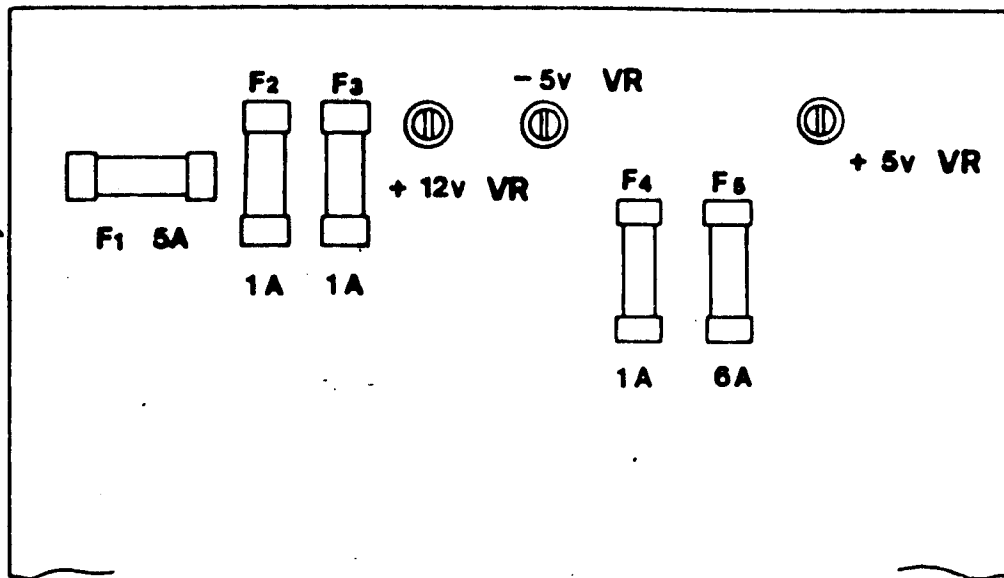 F2 F3
- 5v VR
+ 12v VR
+ 5v VR
F1 5A
1A 1A
F4 F5
1A 6A